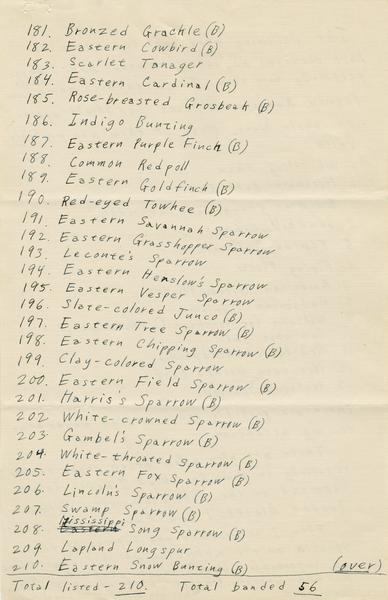 181. Bronzed Grackle (B)
182. Eastern Cowbird (B)
183. Scarlet Tanager
184. Eastern Cardinal (B)
185. Rose-breasted Grosbeak (B)
186. Indigo Bunting
187. Eastern Purple Finch (B)
188. Common Redpoll
189. Eastern Goldfinch (B)
190. Red-eyed Towhee (B)
191. Eastern Savannah Sparrow
192. Eastern Grasshopper Sparrow
193. Leconte's Sparrow
194. Eastern Henslow's Sparrow
195. Eastern Vesper Sparrow
196. Slate-colored Junco (B)
197. Eastern Tree Sparrow (B)
198. Eastern Chipping Sparrow (B)
199. Clay-colored Sparrow
200. Eastern Field Sparrow (B)
201. Harris's Sparrow (B)
202. White-crowned Sparrow (B)
203. Gambel's Sparrow (B)
204. White-throated Sparrow (B)
205. Eastern Fox Sparrow (B)
206. Lincoln's Sparrow (B)
207. Swamp Sparrow (B)
Mississippi
208. Eastern Song Sparrow (B)
209. Lapland Longspur
210. Eastern Snow Bunting (B) (over)
Total listed - 210. Total banded 56